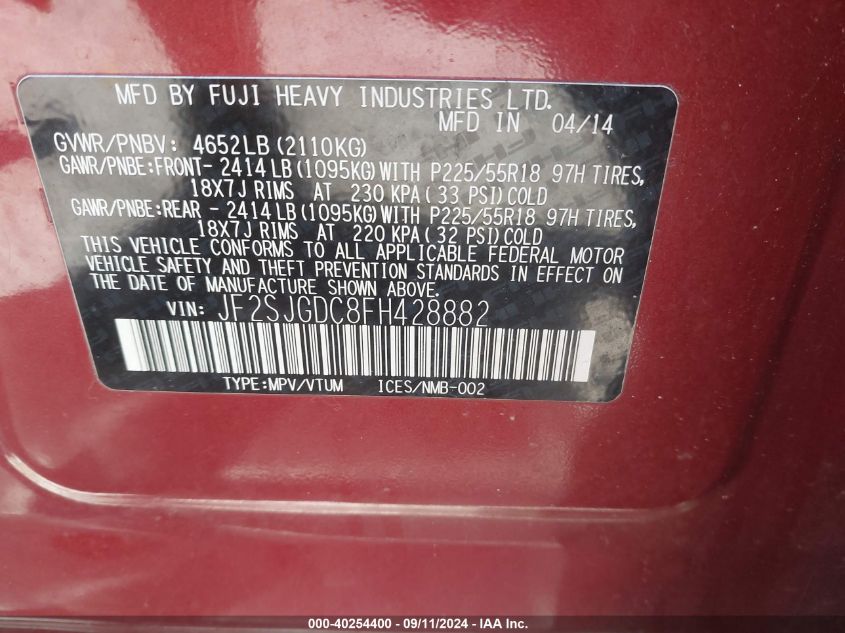 MFD BY FUJI HEAVY INDUSTRIES LTD.
MFD IN 04/14
GVWR/PNBV: 4652LB (2110KG)
GAWR/PNBE:FRONT- 2414 LB (1095KG) WITH P225/55R18 97H TIRES,
18X7J RIMS AT 230 KPA ( 33 PSI) COLD
GAWR/PNBE:REAR - 2414 LB (1095KG) WITH P225/55R18 97H TIRES,
18X7J RIMS AT 220 KPA ( 32 PSI) COLD
THIS VEHICLE CONFORMS TO ALL APPLICABLE FEDERAL MOTOR
VEHICLE SAFETY AND THEFT PREVENTION STANDARDS IN EFFECT ON
THE DATE OF MANUFACTURE SHOWN ABOVE.
VIN: JF2SJGDC8FH428882
TYPE:MPV/VTUM ICES/NMB-002
000-40254400 - 09/11/2024 - IAA Inc.